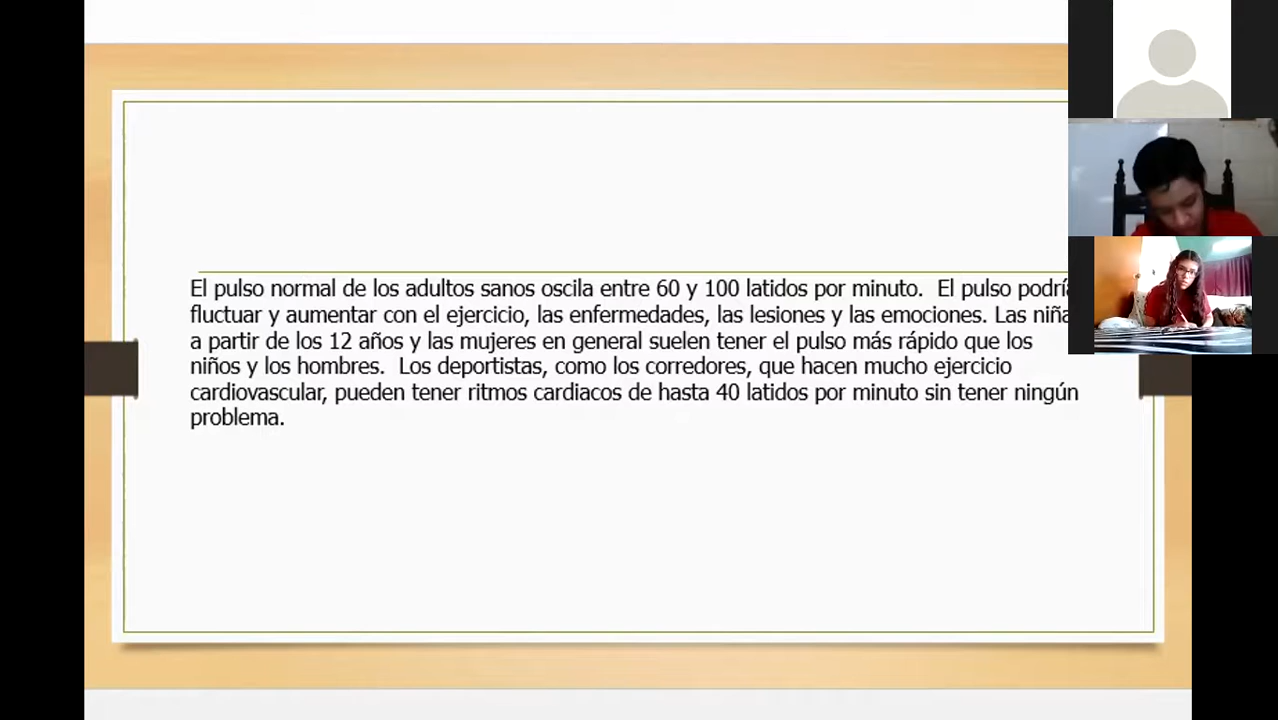 El pulso normal de los adultos sanos oscila entre 60 y 100 latidos por minuto. El pulso podría
fluctuar y aumentar con el ejercicio, las enfermedades, las lesiones y las emociones. Las niña
a partir de los 12 años y las mujeres en general suelen tener el pulso más rápido que los
niños y los hombres. Los deportistas, como los corredores, que hacen mucho ejercicio
cardiovascular, pueden tener ritmos cardiacos de hasta 40 latidos por minuto sin tener ningún
problema.